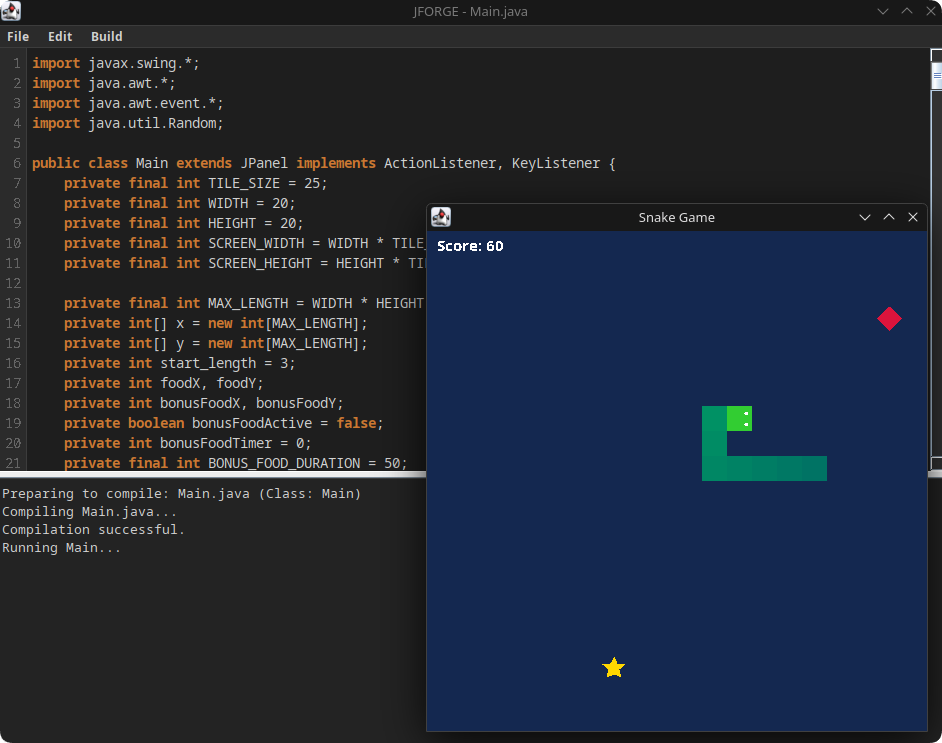 JFORGE - Main.java
File Edit Build
1 import javax.swing.*;
2 import java.awt.*;
3 import java.awt.event.*;
4 import java.util.Random;
5
6 public class Main extends JPanel implements ActionListener, KeyListener {
7 private final int TILE_SIZE = 25;
8 private final int WIDTH = 20;
9 private final int HEIGHT = 20;
10 private final int SCREEN_WIDTH = WIDTH * TILE_
11 private final int SCREEN_HEIGHT = HEIGHT * TI
12
13 private final int MAX_LENGTH = WIDTH * HEIGHT
14 private int[] x = new int[MAX_LENGTH];
15 private int[] y = new int[MAX_LENGTH];
16 private int start_length = 3;
17 private int foodX, foodY;
18 private int bonusFoodX, bonusFoodY;
19 private boolean bonusFoodActive = false;
20 private int bonusFoodTimer = 0;
21 private final int BONUS_FOOD_DURATION = 50;
Preparing to compile: Main.java (Class: Main)
Compiling Main.java...
Compilation successful.
Running Main...
Snake Game
Score: 60